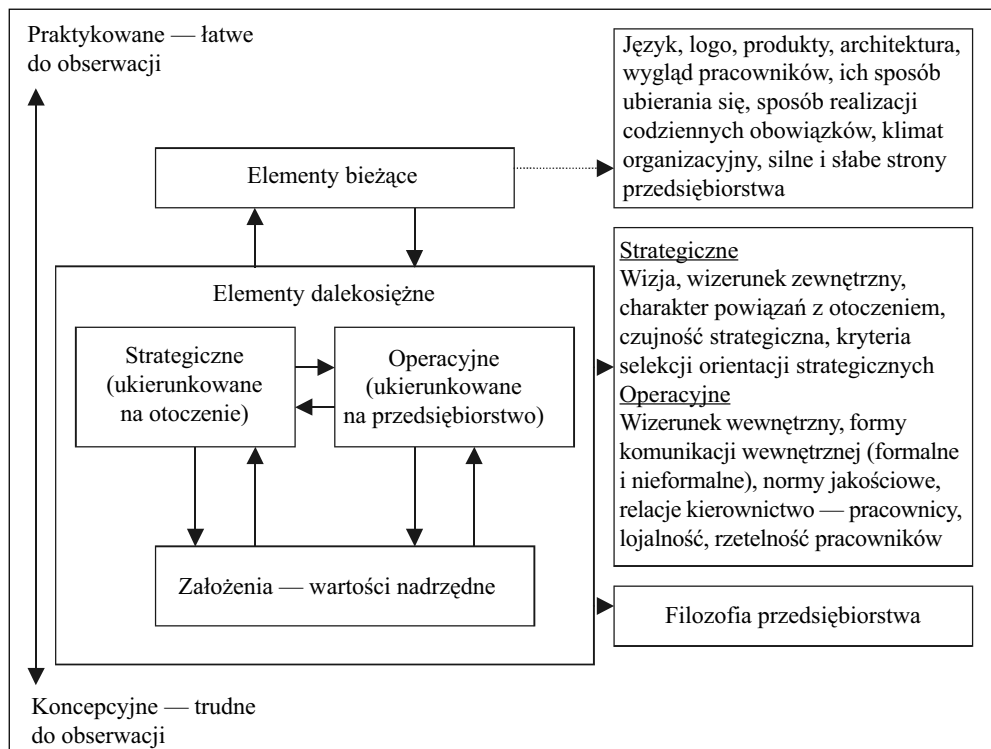 Praktykowane — łatwe
do obserwacji
Język, logo, produkty, architektura,
wygląd pracowników, ich sposób
ubierania się, sposób realizacji
codziennych obowiązków, klimat
organizacyjny, silne i słabe strony
przedsiębiorstwa
Elementy bieżące
Elementy dalekosiężne
Strategiczne
(ukierunkowane
na otoczenie)
Operacyjne
(ukierunkowane
na przedsiębiorstwo)
Strategiczne
Wizja, wizerunek zewnętrzny,
charakter powiązań z otoczeniem,
czujność strategiczna, kryteria
selekcji orientacji strategicznych
Operacyjne
Wizerunek wewnętrzny, formy
komunikacji wewnętrznej (formalne
i nieformalne), normy jakościowe,
relacje kierownictwo — pracownicy,
lojalność, rzetelność pracowników
Założenia — wartości nadrzędne
Filozofia przedsiębiorstwa
Koncepcyjne — trudne
do obserwacji